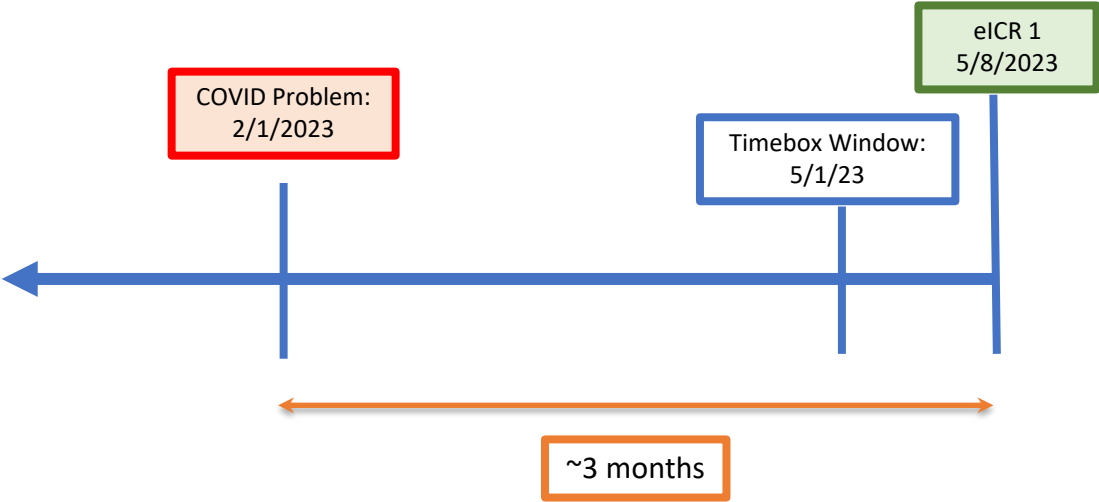 eICR 1
5/8/2023
COVID Problem:
2/1/2023
Timebox Window:
5/1/23
~3 months